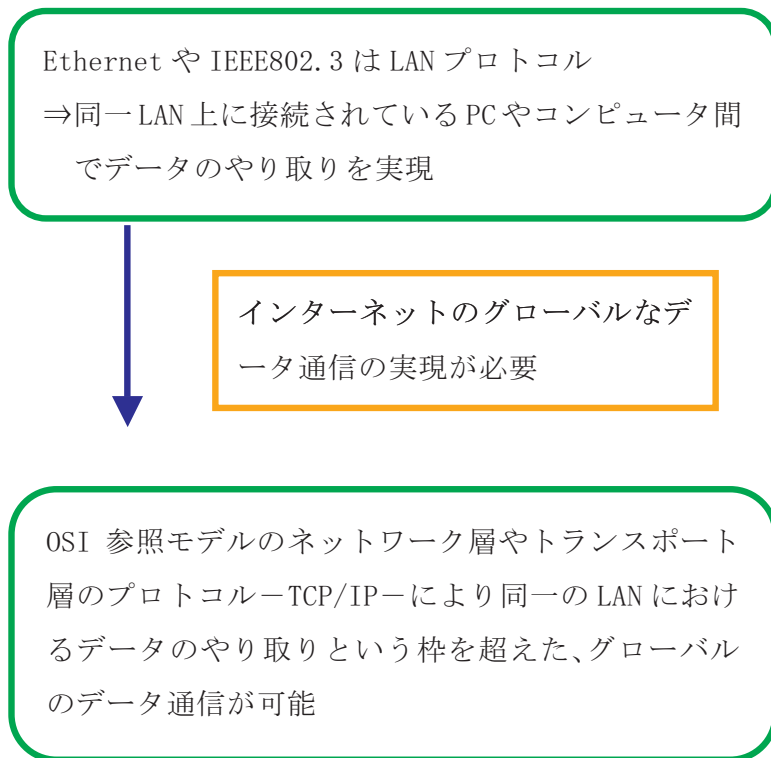 Ethernet や IEEE802.3 は LAN プロトコル
⇒同一 LAN 上に接続されている PC やコンピュータ間
でデータのやり取りを実現
インターネットのグローバルなデ
ータ通信の実現が必要
OSI 参照モデルのネットワーク層やトランスポート
層のプロトコル－TCP/IP－により同一の LAN におけ
るデータのやり取りという枠を超えた、グローバル
のデータ通信が可能